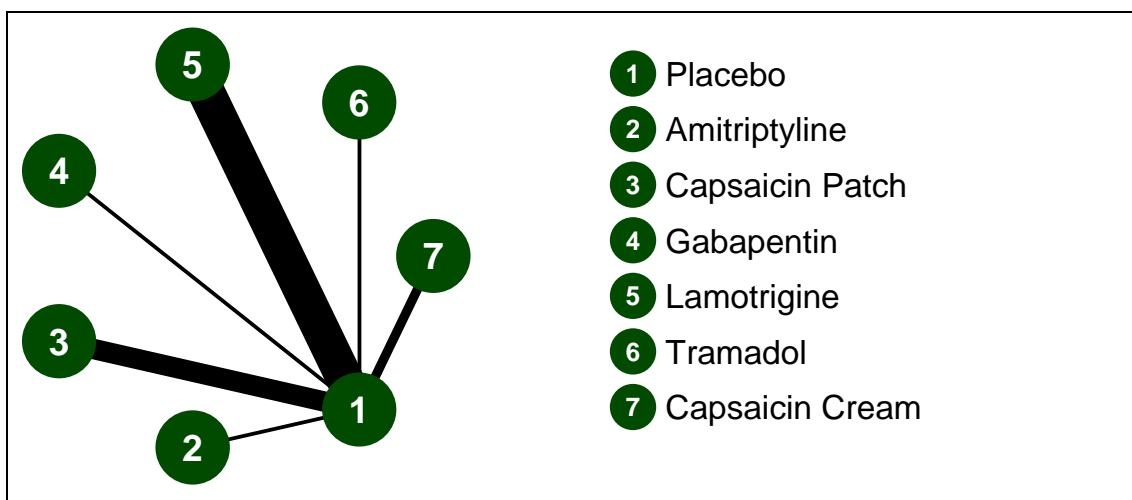 5
6
4
7
3
1
2
1 Placebo
2 Amitriptyline
3 Capsaicin Patch
4 Gabapentin
5 Lamotrigine
6 Tramadol
7 Capsaicin Cream